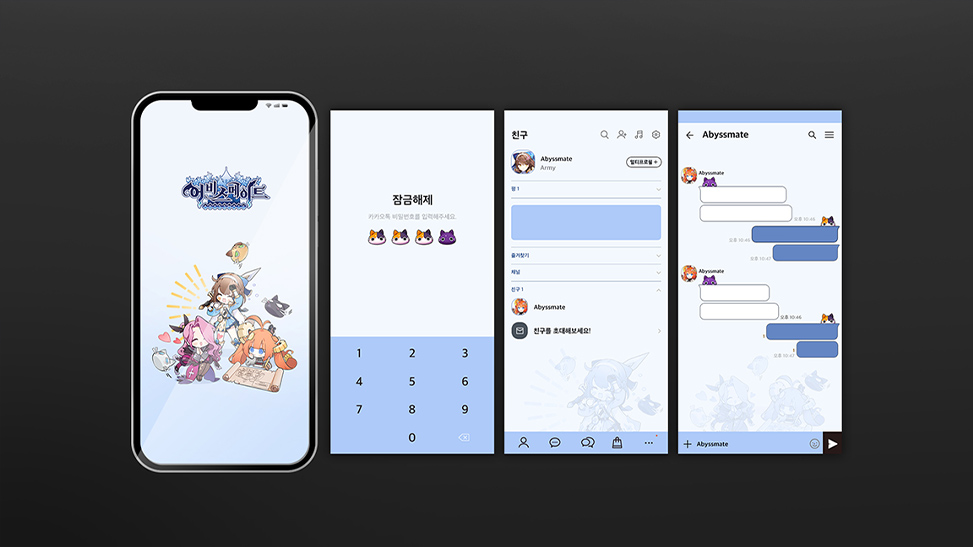 어비스메이트
잠금해제
카카오톡 비밀번호를 입력해주세요
1 2 3
4 5 6
7 8 9
0
친구
Abyssmate
Army
멀티프로필 +
펑 1
즐겨찾기
채널
친구 1
Abyssmate
친구를 초대해보세요!
Abyssmate
Abyssmate
오후 10:46
오후 10:46
오후 10:47
Abyssmate
오후 10:46
1
1
오후 10:47
Abyssmate